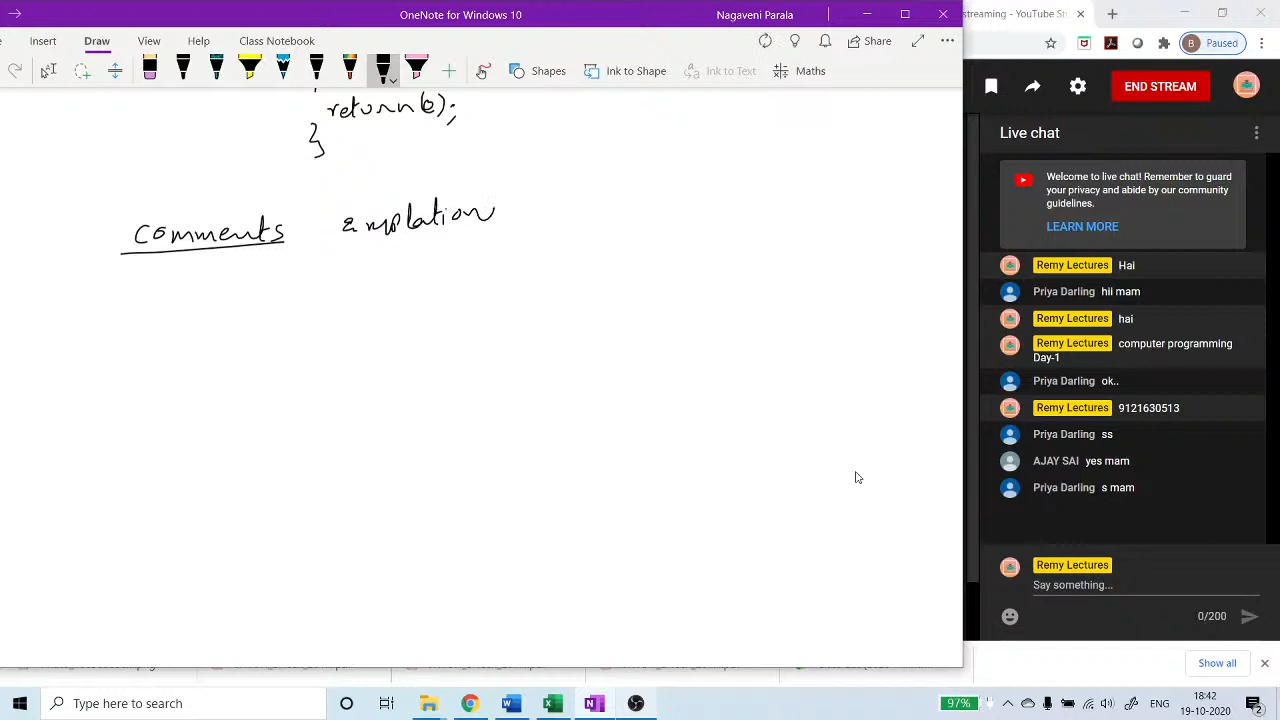 OneNote for Windows 10
Nagaveni Parala
streaming - YouTube St
Insert Draw View Help Class Notebook
Share
Paused
Shapes Ink to Shape Ink to Text Maths
END STREAM
return(0);
}
Comments
Live chat
Welcome to live chat! Remember to guard
your privacy and abide by our community
guidelines.
LEARN MORE
Remy Lectures Hai
Priya Darling hii mam
Remy Lectures hai
Remy Lectures computer programming
Day-1
Priya Darling ok..
Remy Lectures 9121630513
Priya Darling ss
AJAY SAI yes mam
Priya Darling s mam
Remy Lectures
Say something...
0/200
Show all
Type here to search
97%
ENG
18:42
19-10-2020
2